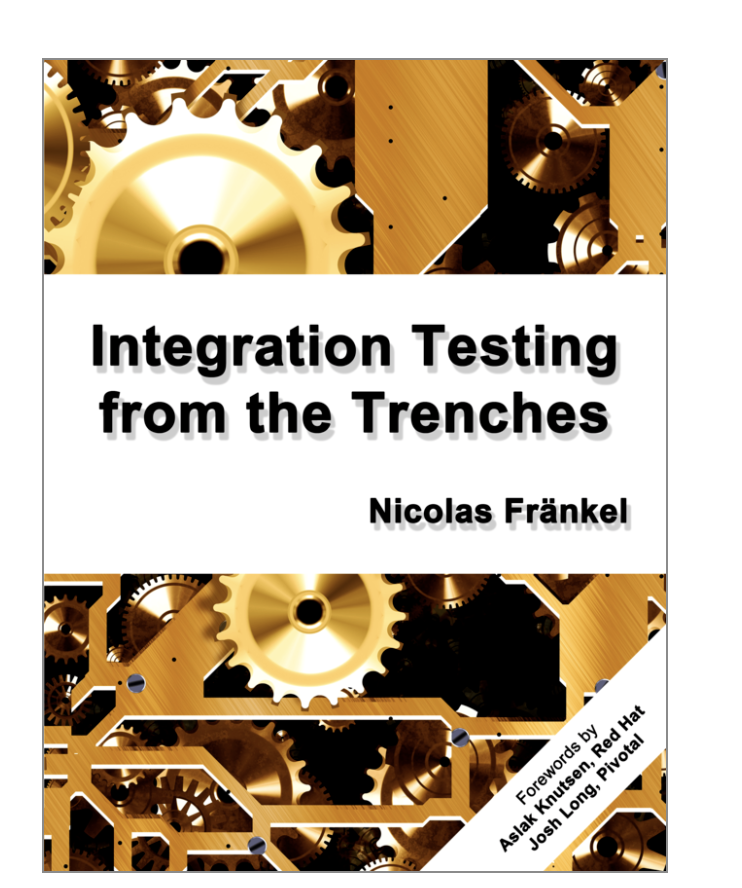 Integration Testing
from the Trenches
Nicolas Fränkel
Forewords by
Aslak Knutsen, Red Hat
Josh Long, Pivotal